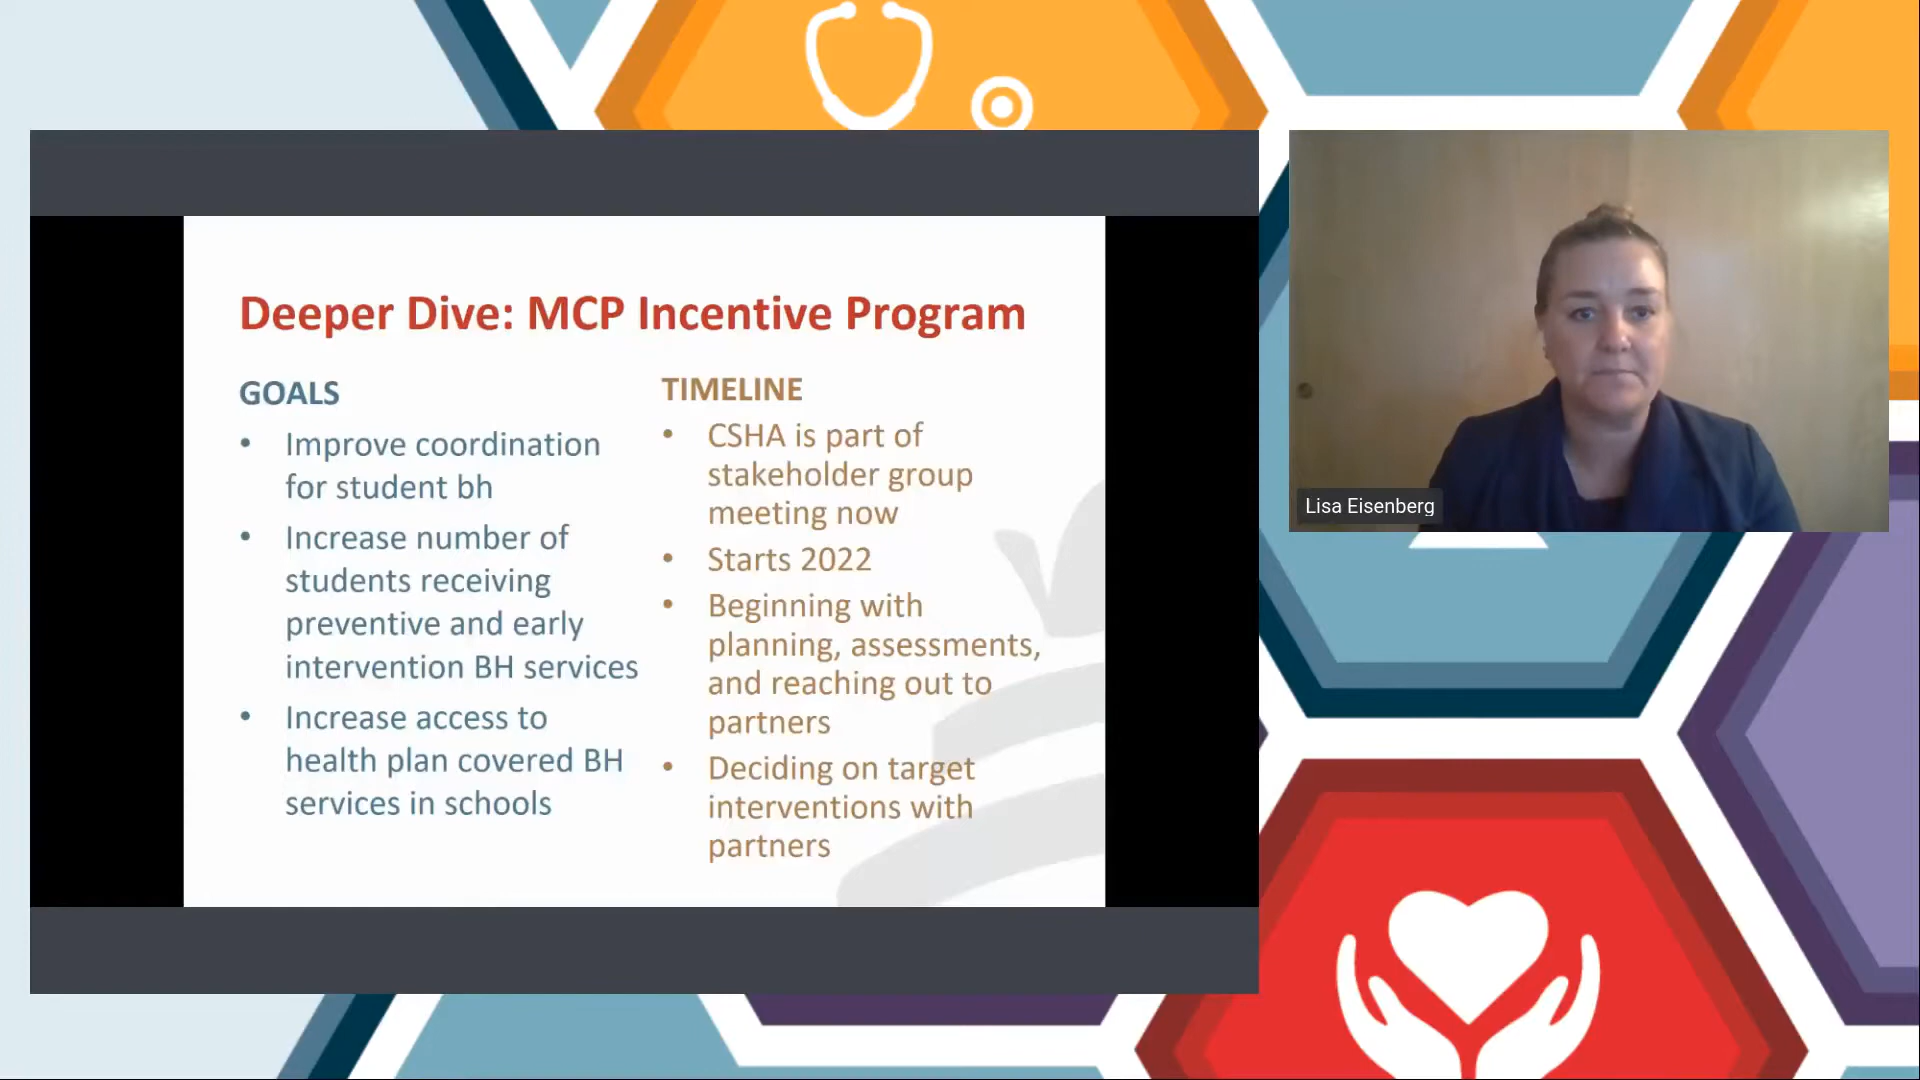 Deeper Dive: MCP Incentive Program
GOALS
• Improve coordination
for student bh
• Increase number of
students receiving
preventive and early
intervention BH services
• Increase access to
health plan covered BH
services in schools
TIMELINE
• CSHA is part of
stakeholder group
meeting now
• Starts 2022
• Beginning with
planning, assessments,
and reaching out to
partners
• Deciding on target
interventions with
partners
Lisa Eisenberg